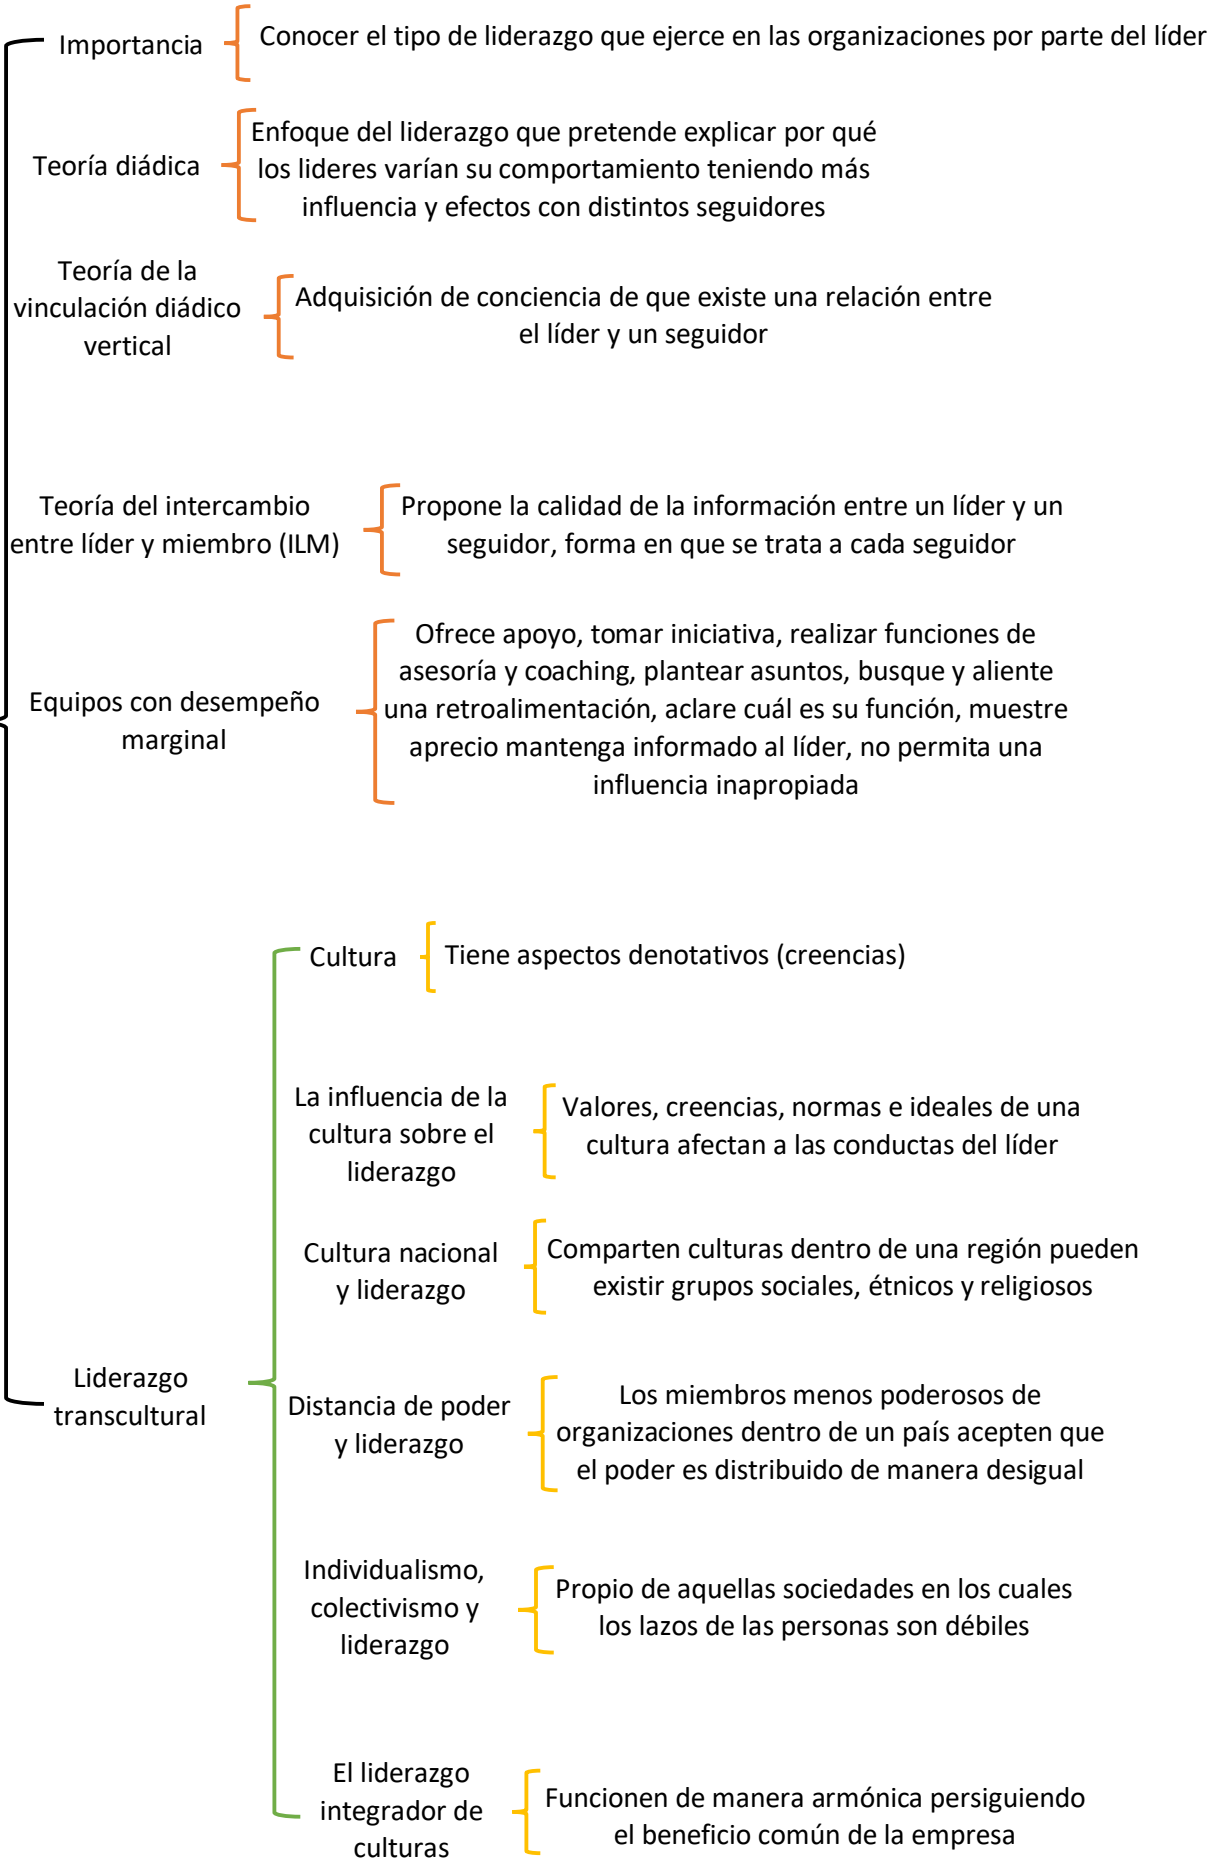 Importancia
Conocer el tipo de liderazgo que ejerce en las organizaciones por parte del líder
Teoría diádica
Enfoque del liderazgo que pretende explicar por qué
los lideres varían su comportamiento teniendo más
influencia y efectos con distintos seguidores
Teoría de la
vinculación diádico
vertical
Adquisición de conciencia de que existe una relación entre
el líder y un seguidor
Teoría del intercambio
entre líder y miembro (ILM)
Propone la calidad de la información entre un líder y un
seguidor, forma en que se trata a cada seguidor
Equipos con desempeño
marginal
Ofrece apoyo, tomar iniciativa, realizar funciones de
asesoría y coaching, plantear asuntos, busque y aliente
una retroalimentación, aclare cuál es su función, muestre
aprecio mantenga informado al líder, no permita una
influencia inapropiada
Liderazgo
transcultural
Cultura
Tiene aspectos denotativos (creencias)
La influencia de la
cultura sobre el
liderazgo
Valores, creencias, normas e ideales de una
cultura afectan a las conductas del líder
Cultura nacional
y liderazgo
Comparten culturas dentro de una región pueden
existir grupos sociales, étnicos y religiosos
Distancia de poder
y liderazgo
Los miembros menos poderosos de
organizaciones dentro de un país acepten que
el poder es distribuido de manera desigual
Individualismo,
colectivismo y
liderazgo
Propio de aquellas sociedades en los cuales
los lazos de las personas son débiles
El liderazgo
integrador de
culturas
Funcionen de manera armónica persiguiendo
el beneficio común de la empresa